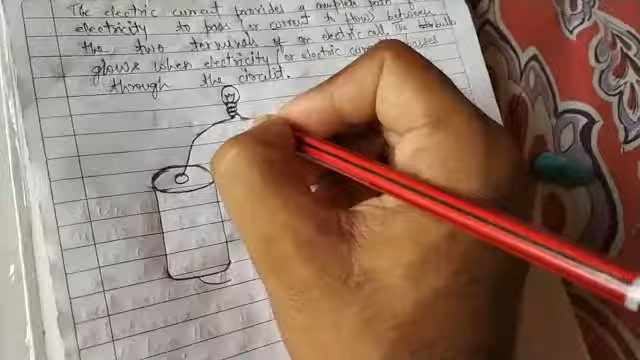 The electric current provides a complete path for
electricity to pass or current to flow between
the two terminals of or electric cell. The bulb
glows when electricity or electric current passes
through the circuit.